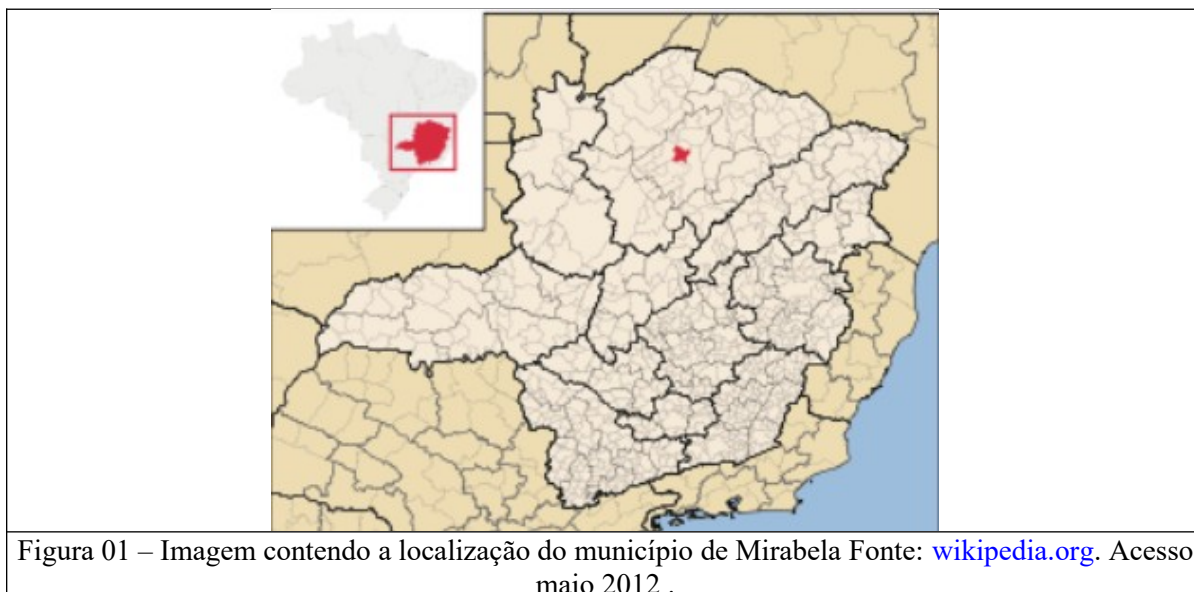 Figura 01 – Imagem contendo a localização do município de Mirabela Fonte: wikipedia.org. Acesso
maio 2012 .